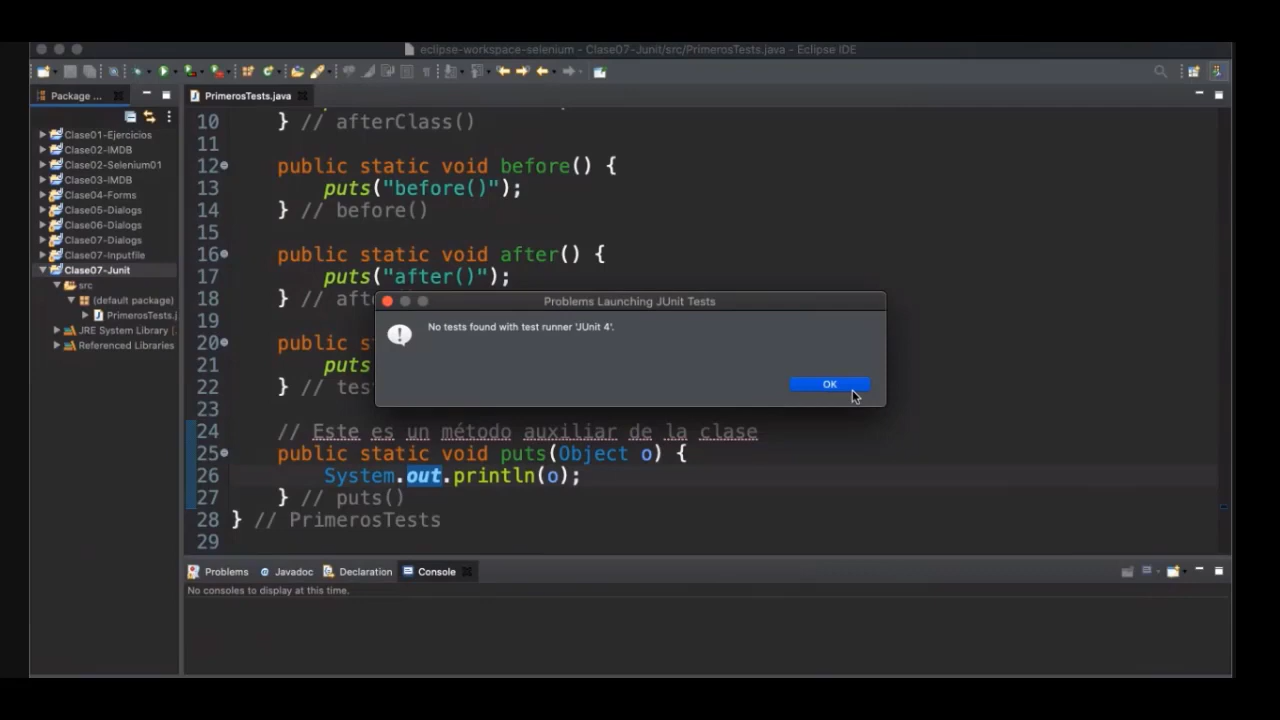 eclipse-workspace-selenium - Clase07-Junit/src/PrimerosTests.java - Eclipse IDE
Package ...
PrimerosTests.java
Clase01-Ejercicios
Clase02-IMDB
Clase02-Selenium01
Clase03-IMDB
Clase04-Forms
Clase05-Dialogs
Clase06-Dialogs
Clase07-Dialogs
Clase07-Inputfile
Clase07-Junit
src
(default package)
PrimerosTests.j
JRE System Library [
Referenced Libraries
10 } // afterClass()
11
12 public static void before() {
13 puts("before()");
14 } // before()
15
16 public static void after() {
17 puts("after()");
18 } // aft
19
20 public s
21 puts
22 } // tes
23
24 // Este es un método auxiliar de la clase
25 public static void puts(Object o) {
26 System.out.println(o);
27 } // puts()
28 } // PrimerosTests
29
Problems Launching JUnit Tests
No tests found with test runner 'JUnit 4'.
OK
Problems
Javadoc
Declaration
Console
No consoles to display at this time.